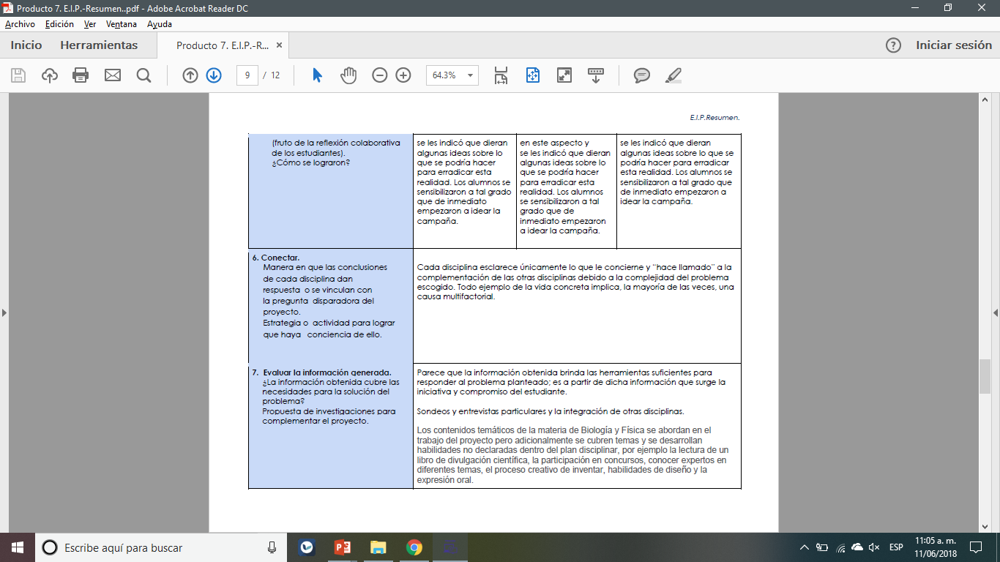 Producto 7. E.I.P.-Resumen..pdf - Adobe Acrobat Reader DC
Archivo Edición Ver Ventana Ayuda
Inicio Herramientas Producto 7. E.I.P.-R... × ? Iniciar sesión
9 / 12 64.3%
E.I.P.Resumen.
(fruto de la reflexión colaborativa
de los estudiantes).
¿Cómo se lograron?
se les indicó que dieran
algunas ideas sobre lo
que se podría hacer
para erradicar esta
realidad. Los alumnos se
sensibilizaron a tal grado
que de inmediato
empezaron a idear la
campaña.
en este aspecto y
se les indicó que dieran
algunas ideas sobre lo
que se podría hacer
para erradicar esta
realidad. Los alumnos
se sensibilizaron a tal
grado que de
inmediato empezaron
a idear la campaña.
se les indicó que dieran
algunas ideas sobre lo que se
podría hacer para erradicar
esta realidad. Los alumnos se
sensibilizaron a tal grado que
de inmediato empezaron a
idear la campaña.
6. Conectar.
Manera en que las conclusiones
de cada disciplina dan
respuesta o se vinculan con
la pregunta disparadora del
proyecto.
Estrategia o actividad para lograr
que haya conciencia de ello.
Cada disciplina esclarece únicamente lo que le concierne y "hace llamado" a la
complementación de las otras disciplinas debido a la complejidad del problema
escogido. Todo ejemplo de la vida concreta implica, la mayoría de las veces, una
causa multifactorial.
7. Evaluar la información generada.
¿La información obtenida cubre las
necesidades para la solución del
problema?
Propuesta de investigaciones para
complementar el proyecto.
Parece que la información obtenida brinda las herramientas suficientes para
responder al problema planteado; es a partir de dicha información que surge la
iniciativa y compromiso del estudiante.
Sondeos y entrevistas particulares y la integración de otras disciplinas.
Los contenidos temáticos de la materia de Biología y Física se abordan en el
trabajo del proyecto pero adicionalmente se cubren temas y se desarrollan
habilidades no declaradas dentro del plan disciplinar, por ejemplo la lectura de un
libro de divulgación científica, la participación en concursos, conocer expertos en
diferentes temas, el proceso creativo de inventar, habilidades de diseño y la
expresión oral.
Escribe aquí para buscar
ESP
11:05 a. m.
11/06/2018